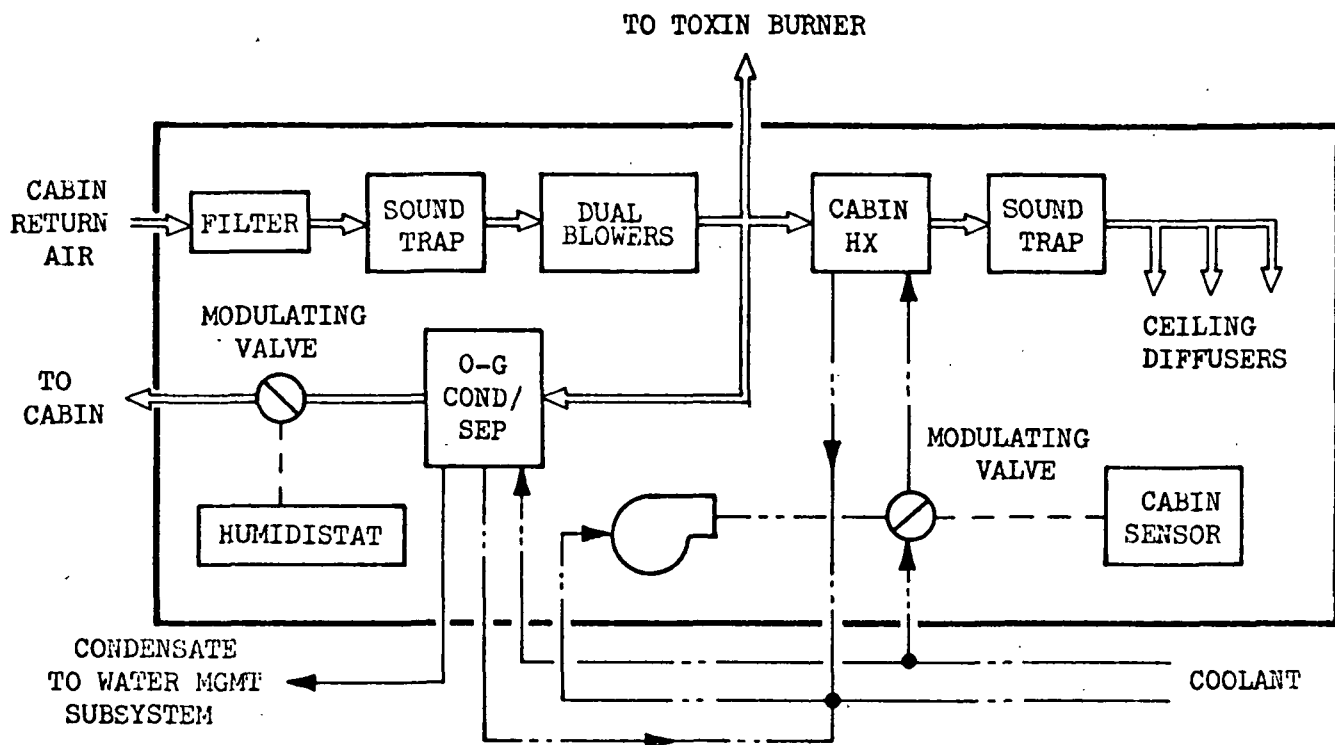 TO TOXIN BURNER
CABIN
RETURN
AIR
FILTER
SOUND
TRAP
DUAL
BLOWERS
CABIN
HX
SOUND
TRAP
CEILING
DIFFUSERS
MODULATING
VALVE
TO
CABIN
O-G
COND/
SEP
HUMIDISTAT
MODULATING
VALVE
CABIN
SENSOR
CONDENSATE
TO WATER MGMT
SUBSYSTEM
COOLANT